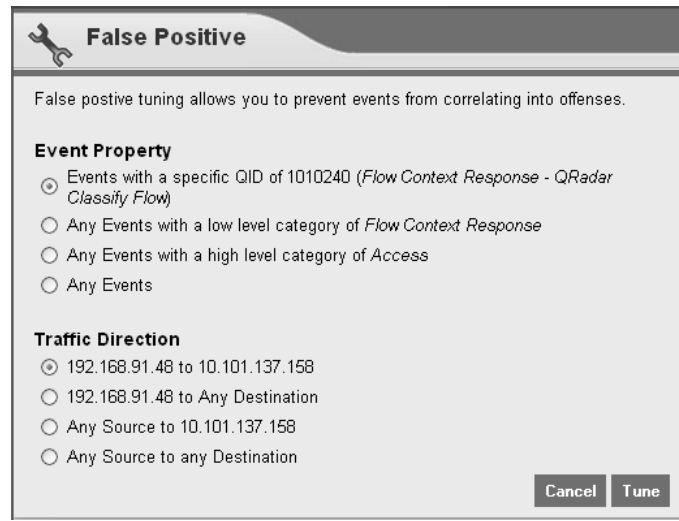 False Positive
False postive tuning allows you to prevent events from correlating into offenses.
Event Property
Events with a specific QID of 1010240 (Flow Context Response - QRadar
Classify Flow)
Any Events with a low level category of Flow Context Response
Any Events with a high level category of Access
Any Events
Traffic Direction
192.168.91.48 to 10.101.137.158
192.168.91.48 to Any Destination
Any Source to 10.101.137.158
Any Source to any Destination
Cancel Tune